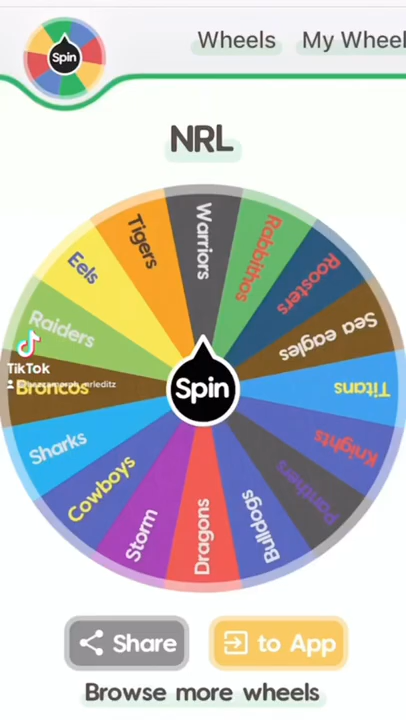 Spin
Wheels
My Wheel
NRL
Warriors
Rabbithos
Roosters
Sea eagles
Titans
Knights
Panthers
Bulldogs
Dragons
Storm
Cowboys
Sharks
Broncos
Raiders
Eels
Tigers
Spin
TikTok
Share
to App
Browse more wheels